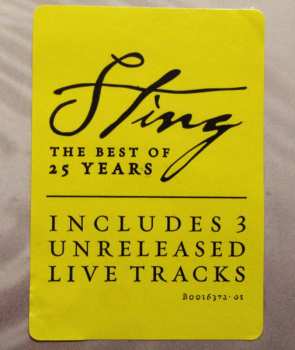 Sting
THE BEST OF
25 YEARS
INCLUDES 3
UNRELEASED
LIVE TRACKS
B0016372-01